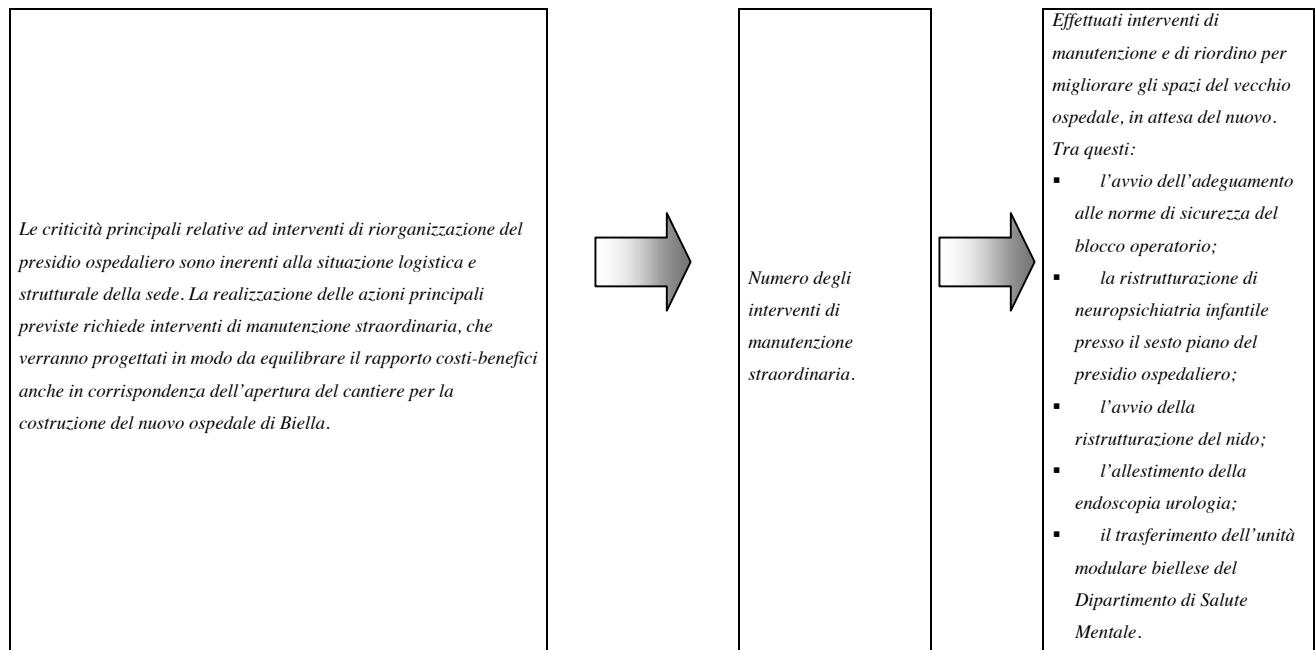 Le criticità principali relative ad interventi di riorganizzazione del
presidio ospedaliero sono inerenti alla situazione logistica e
strutturale della sede. La realizzazione delle azioni principali
previste richiede interventi di manutenzione straordinaria, che
verranno progettati in modo da equilibrare il rapporto costi-benefici
anche in corrispondenza dell'apertura del cantiere per la
costruzione del nuovo ospedale di Biella.
Numero degli
interventi di
manutenzione
straordinaria.
Effettuati interventi di
manutenzione e di riordino per
migliorare gli spazi del vecchio
ospedale, in attesa del nuovo.
Tra questi:
▪ l'avvio dell'adeguamento
alle norme di sicurezza del
blocco operatorio;
▪ la ristrutturazione di
neuropsichiatria infantile
presso il sesto piano del
presidio ospedaliero;
▪ l'avvio della
ristrutturazione del nido;
▪ l'allestimento della
endoscopia urologia;
▪ il trasferimento dell'unità
modulare biellese del
Dipartimento di Salute
Mentale.